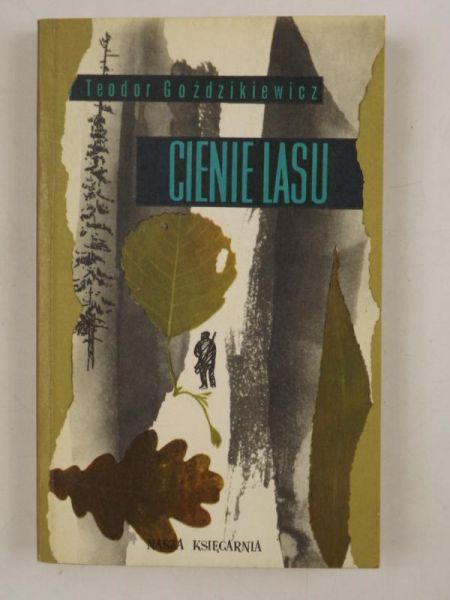 Teodor Goździkiewicz
CIENIE LASU
NASZA KSIĘGARNIA